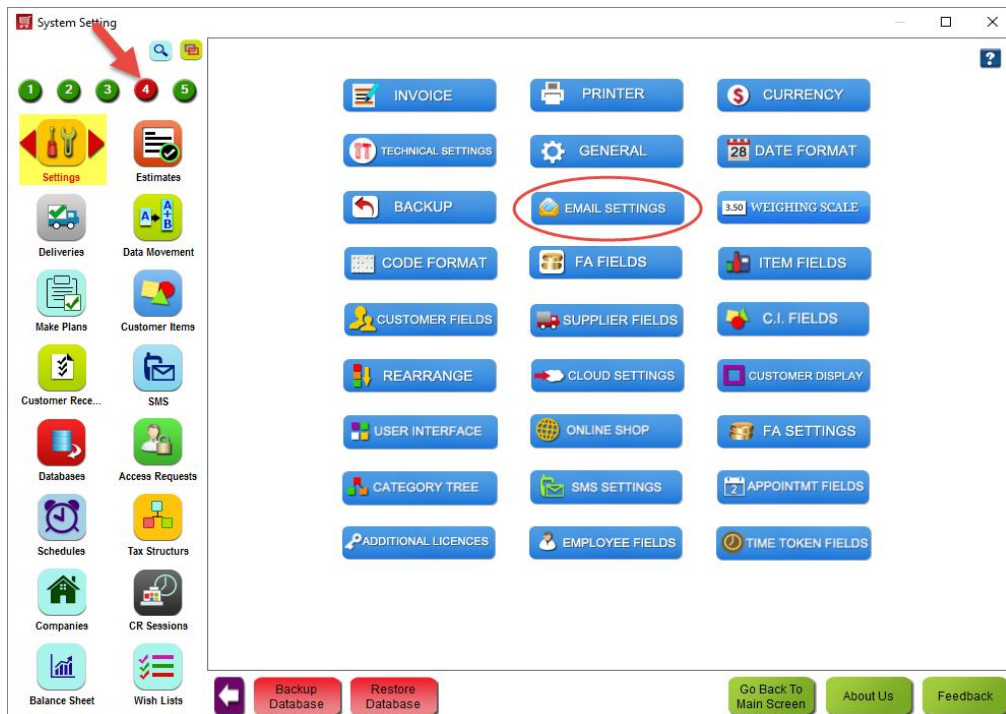 System Setting
?
1 2 3 4 5
Settings
Estimates
Deliveries
A
A+B
Data Movement
Make Plans
Customer Items
Customer Rece...
SMS
Databases
Access Requests
Schedules
Tax Structurs
Companies
CR Sessions
Balance Sheet
Wish Lists
INVOICE
PRINTER
$ CURRENCY
TECHNICAL SETTINGS
GENERAL
28 DATE FORMAT
BACKUP
EMAIL SETTINGS
3.50 WEIGHING SCALE
CODE FORMAT
FA FIELDS
ITEM FIELDS
CUSTOMER FIELDS
SUPPLIER FIELDS
C.I. FIELDS
REARRANGE
CLOUD SETTINGS
CUSTOMER DISPLAY
USER INTERFACE
ONLINE SHOP
FA SETTINGS
CATEGORY TREE
SMS SETTINGS
2 APPOINTMT FIELDS
ADDITIONAL LICENCES
EMPLOYEE FIELDS
TIME TOKEN FIELDS
Backup
Database
Restore
Database
Go Back To
Main Screen
About Us
Feedback